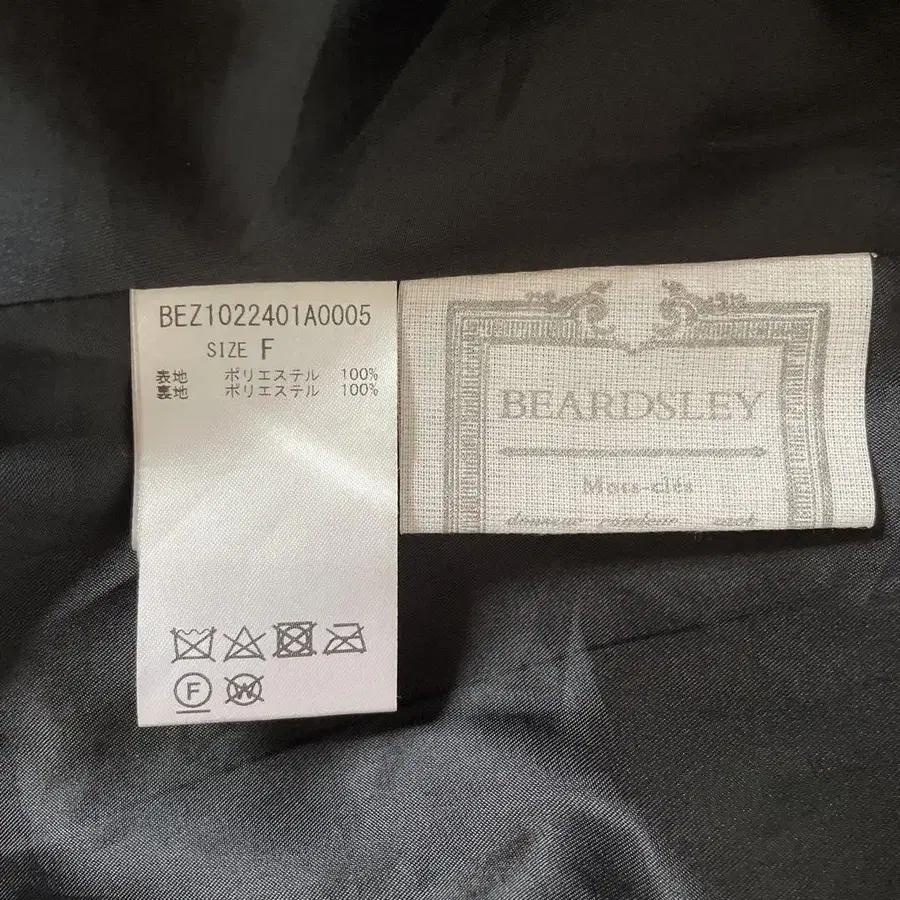 BEZ1022401A0005
SIZE F
表地 ポリエステル 100%
裏地 ポリエステル 100%
F
W
BEARDSLEY
Mots-clés